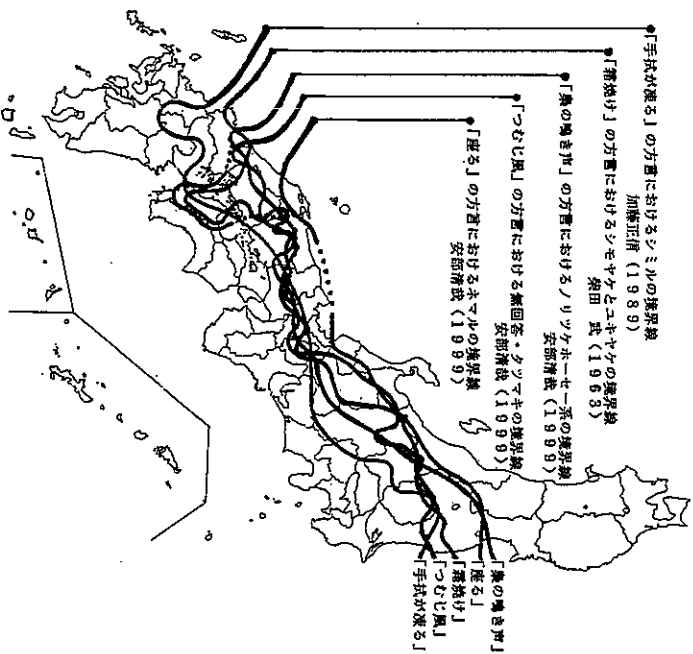 「手拭が凍る」の方言におけるシミルの境界線
加藤正信(1989)
「霜焼け」の方言におけるシモヤケとユキヤケの境界線
柴田 武(1963)
「梟の鳴き声」の方言におけるノリツケホーセー系の境界線
安部清哉(1999)
「つむじ風」の方言における無回答・タツマキの境界線
安部清哉(1999)
「座る」の方言におけるネマルの境界線
安部清哉(1999)
「梟の鳴き声」
「座る」
「霜焼け」
「つむじ風」
「手拭が凍る」